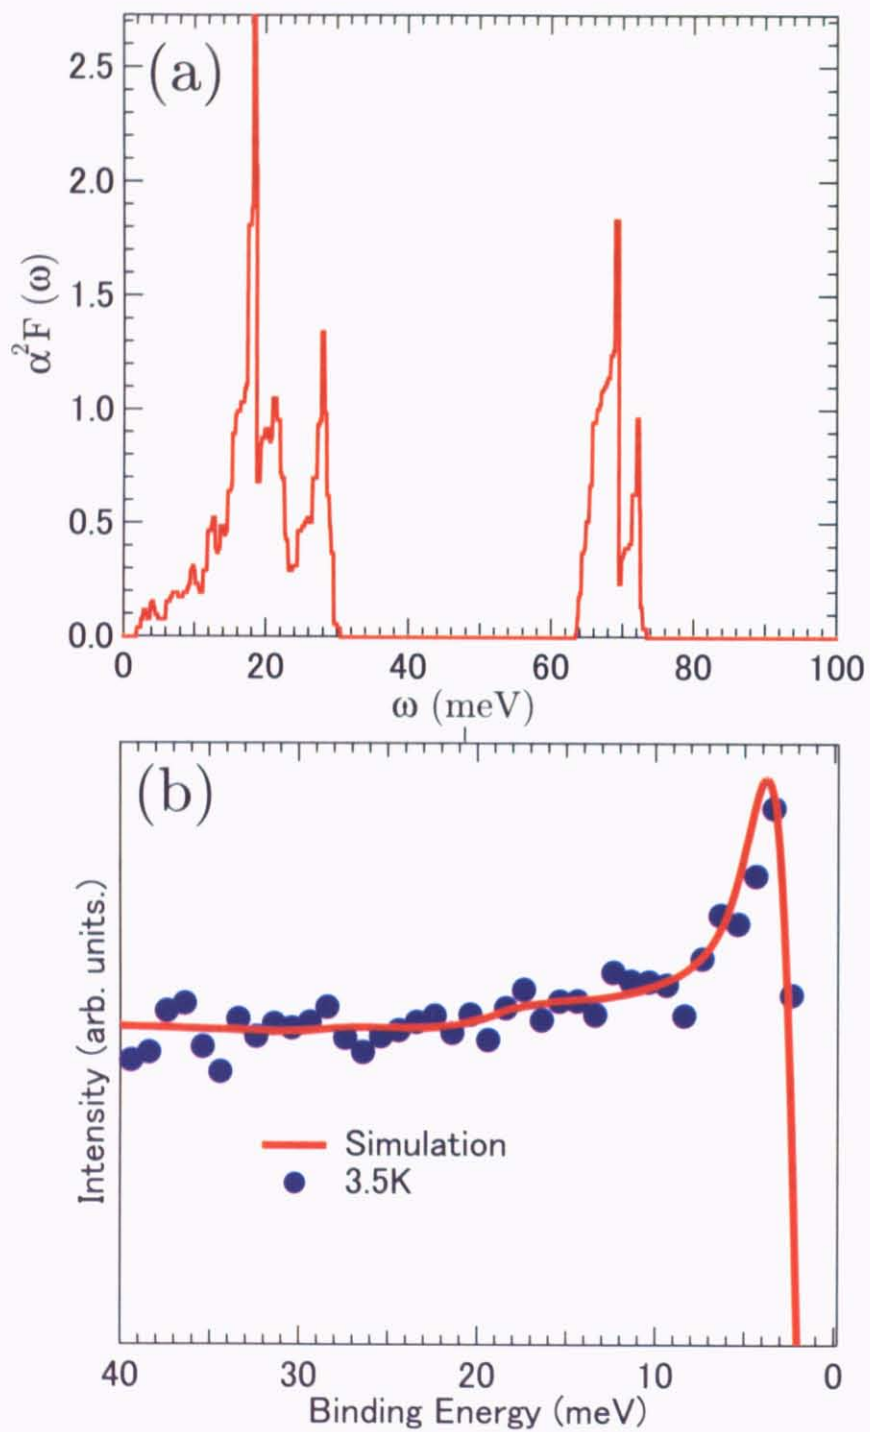 (a)
2.5
2.0
1.5
1.0
0.5
0.0
α²F (ω)
0 20 40 60 80 100
ω (meV)
(b)
Intensity (arb. units.)
Simulation
3.5K
40 30 20 10 0
Binding Energy (meV)